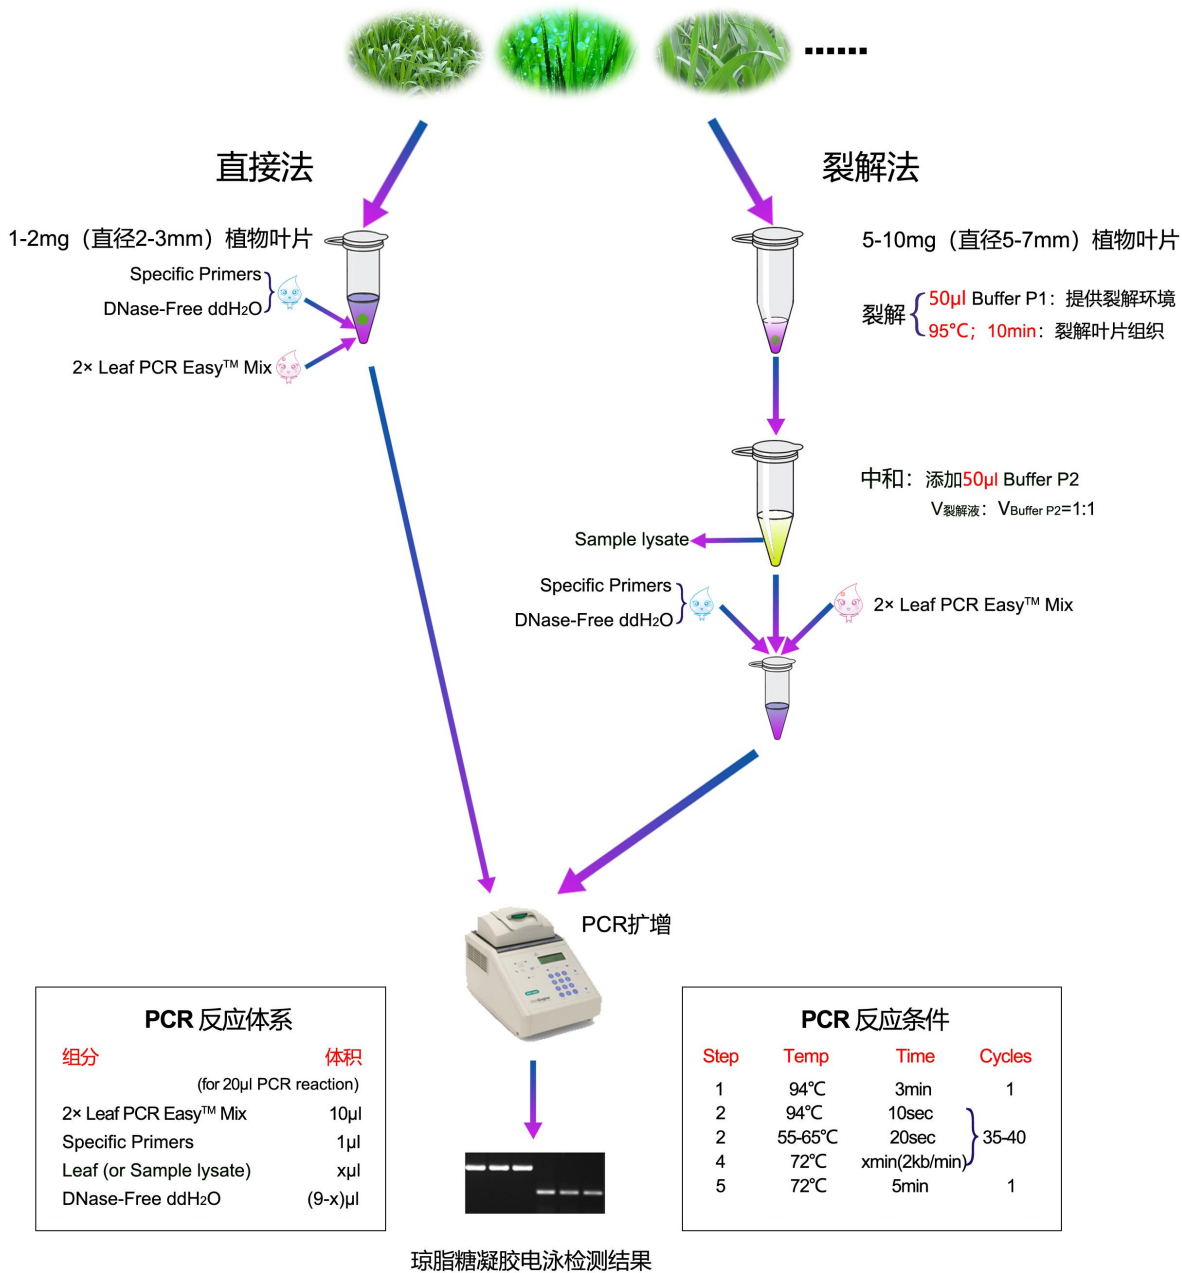 直接法
裂解法
1-2mg（直径2-3mm）植物叶片
Specific Primers
DNase-Free ddH2O
2× Leaf PCR Easy™ Mix
5-10mg（直径5-7mm）植物叶片
裂解
50μl Buffer P1：提供裂解环境
95℃；10min：裂解叶片组织
中和：添加50μl Buffer P2
V裂解液：VBuffer P2=1:1
Sample lysate
Specific Primers
DNase-Free ddH2O
2× Leaf PCR Easy™ Mix
PCR扩增
PCR 反应体系
组分 体积
(for 20μl PCR reaction)
2× Leaf PCR Easy™ Mix 10μl
Specific Primers 1μl
Leaf (or Sample lysate) xμl
DNase-Free ddH2O (9-x)μl
PCR 反应条件
Step Temp Time Cycles
1 94℃ 3min 1
2 94℃ 10sec
2 55-65℃ 20sec 35-40
4 72℃ xmin(2kb/min)
5 72℃ 5min 1
琼脂糖凝胶电泳检测结果